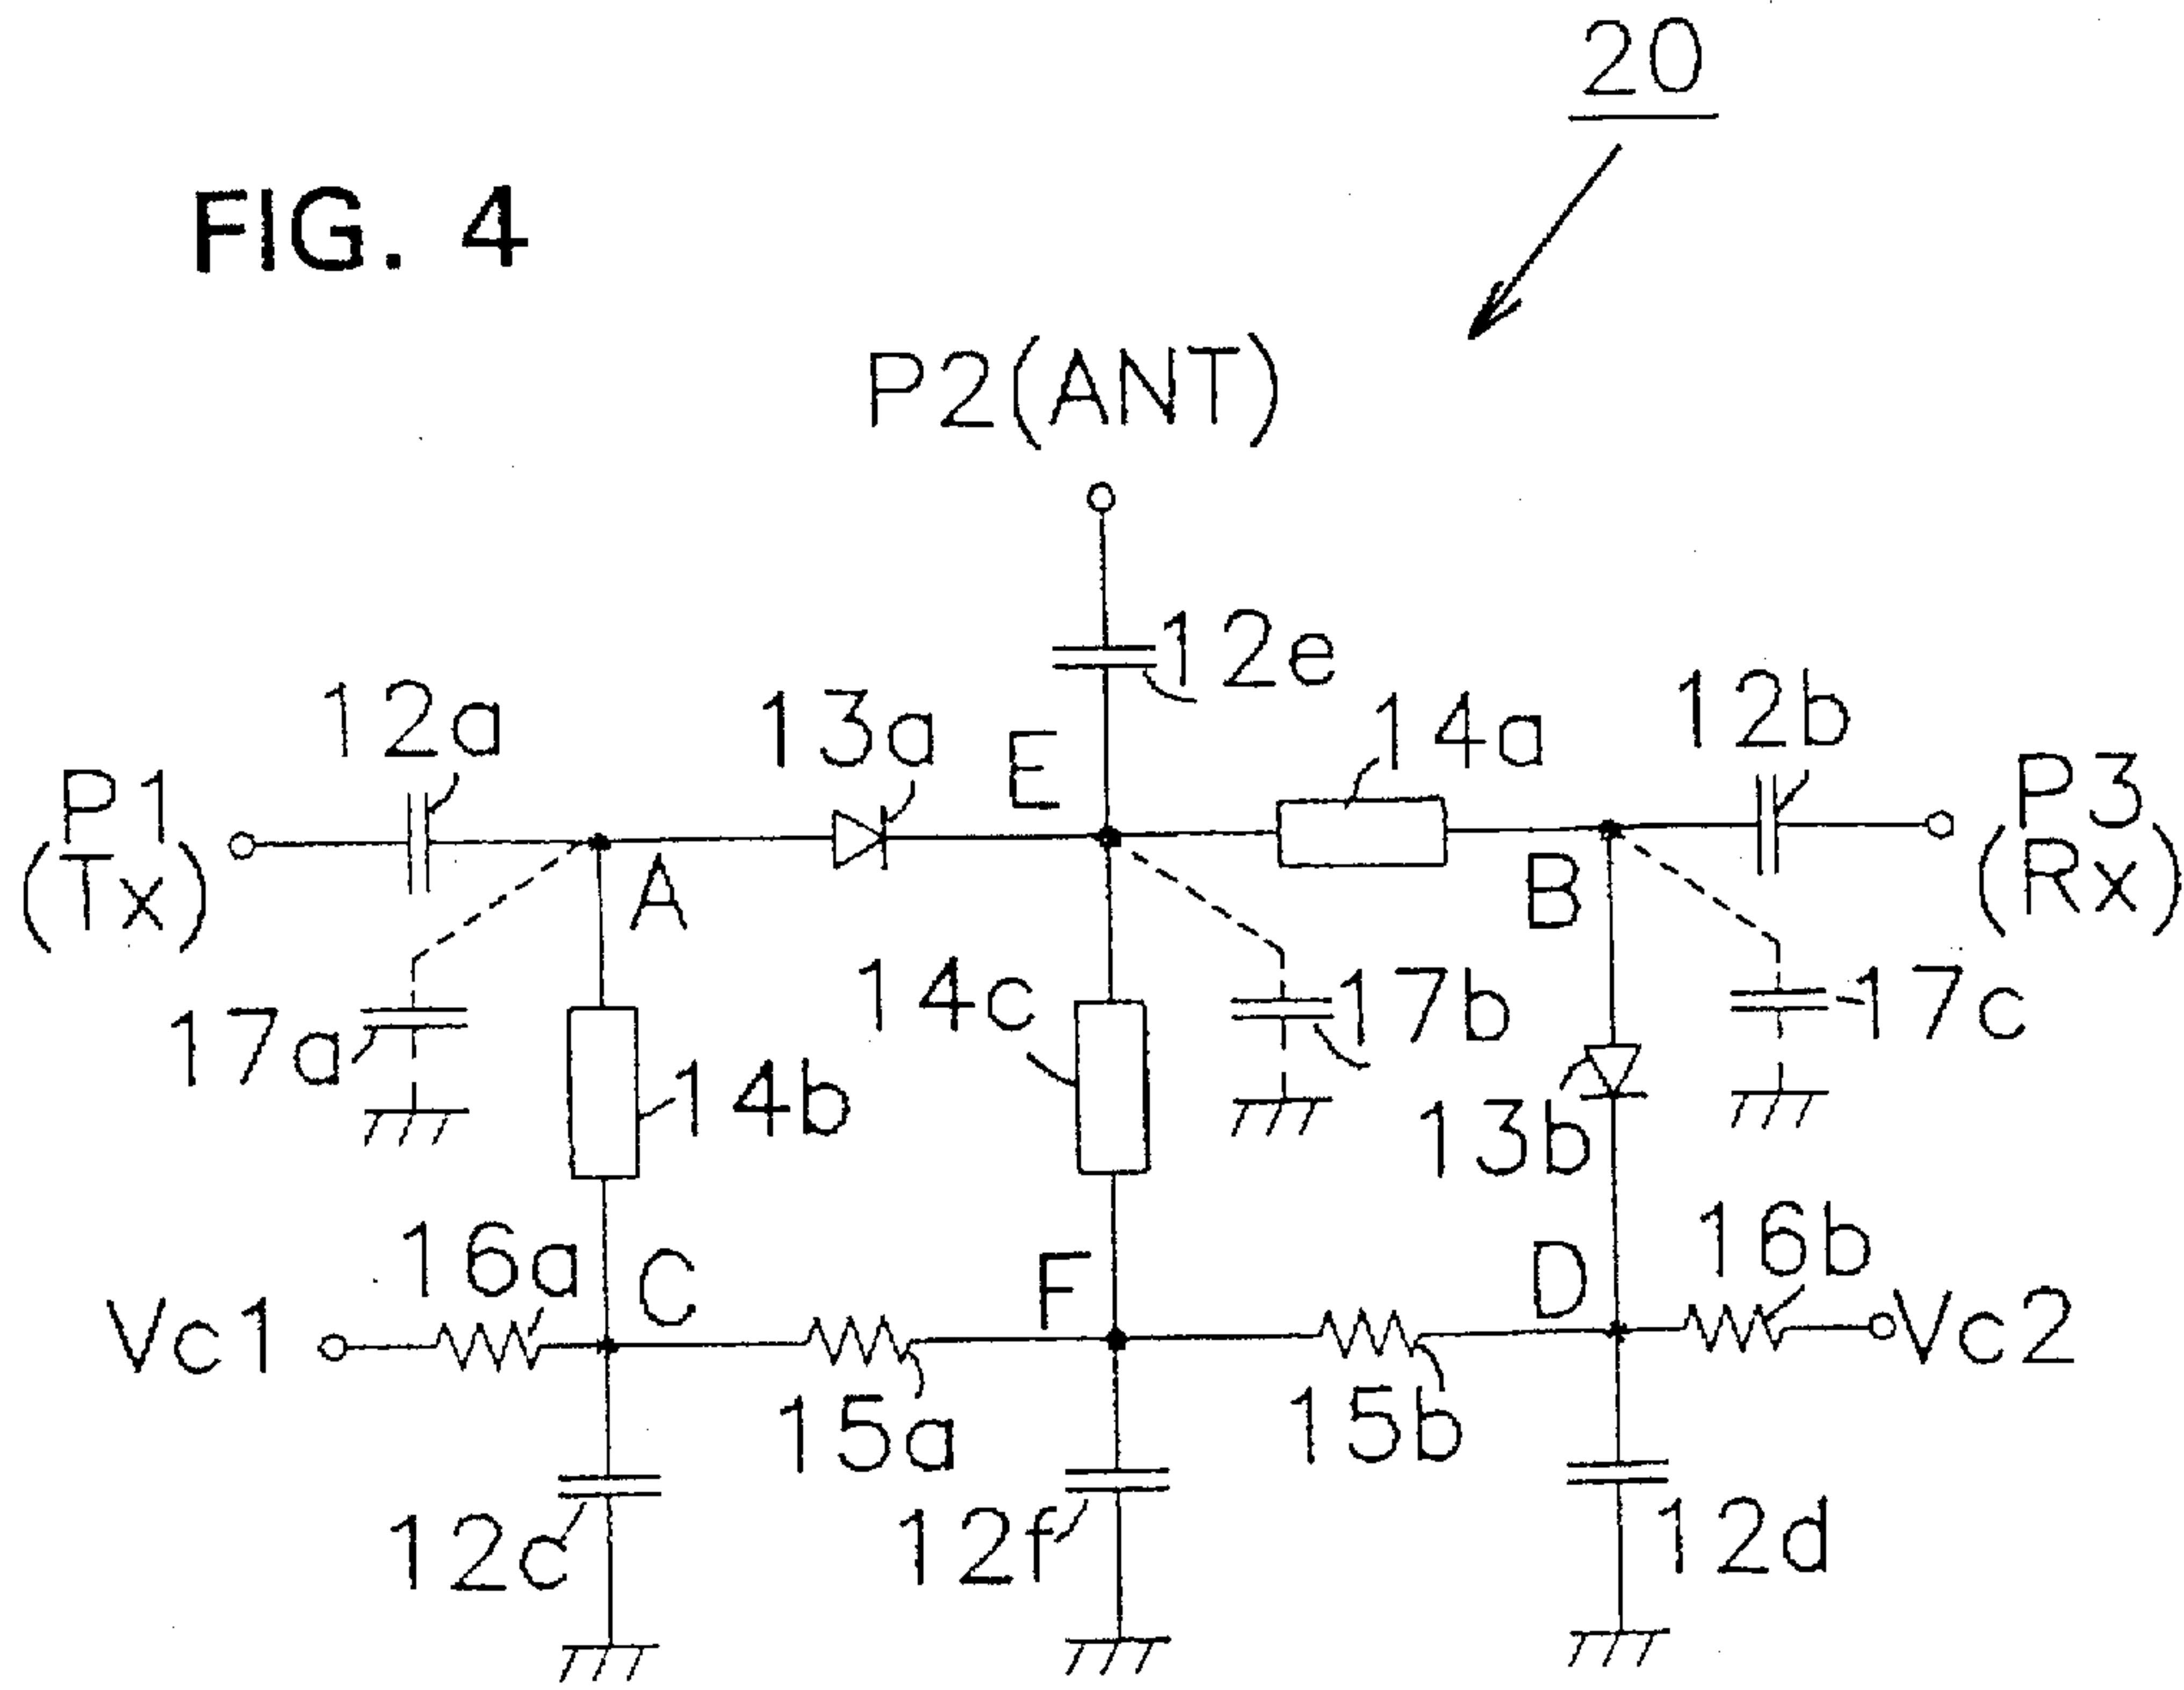 20
FIG. 4
P2(ANT)
12e
12a
13a
E
14a
12b
P1
(Tx)
P3
(Rx)
A
B
17a
14c
17b
17c
14b
13b
16a
C
F
D
16b
Vc1
Vc2
15a
15b
12c
12f
12d